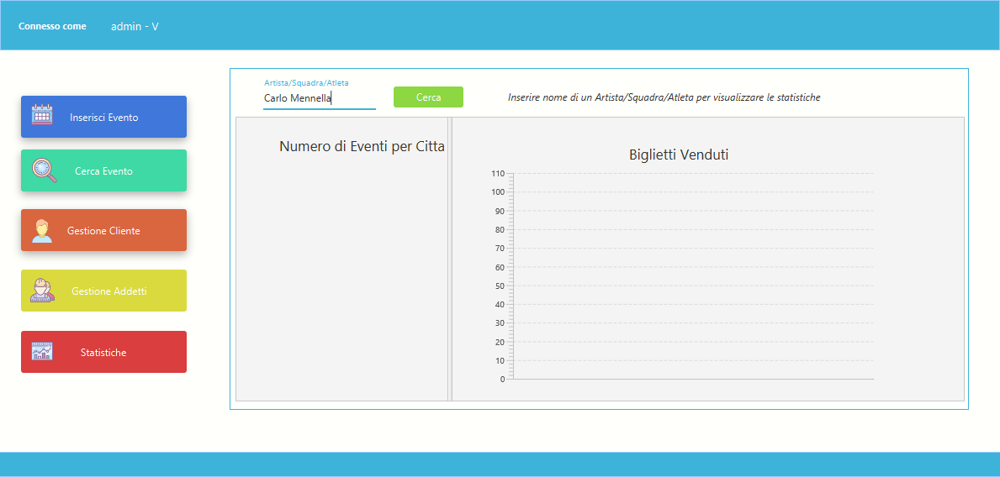 Connesso come admin - V
Inserisci Evento
Cerca Evento
Gestione Cliente
Gestione Addetti
Statistiche
Artista/Squadra/Atleta
Carlo Mennella
Cerca
Inserire nome di un Artista/Squadra/Atleta per visualizzare le statistiche
Numero di Eventi per Citta
Biglietti Venduti
110
100
90
80
70
60
50
40
30
20
10
0